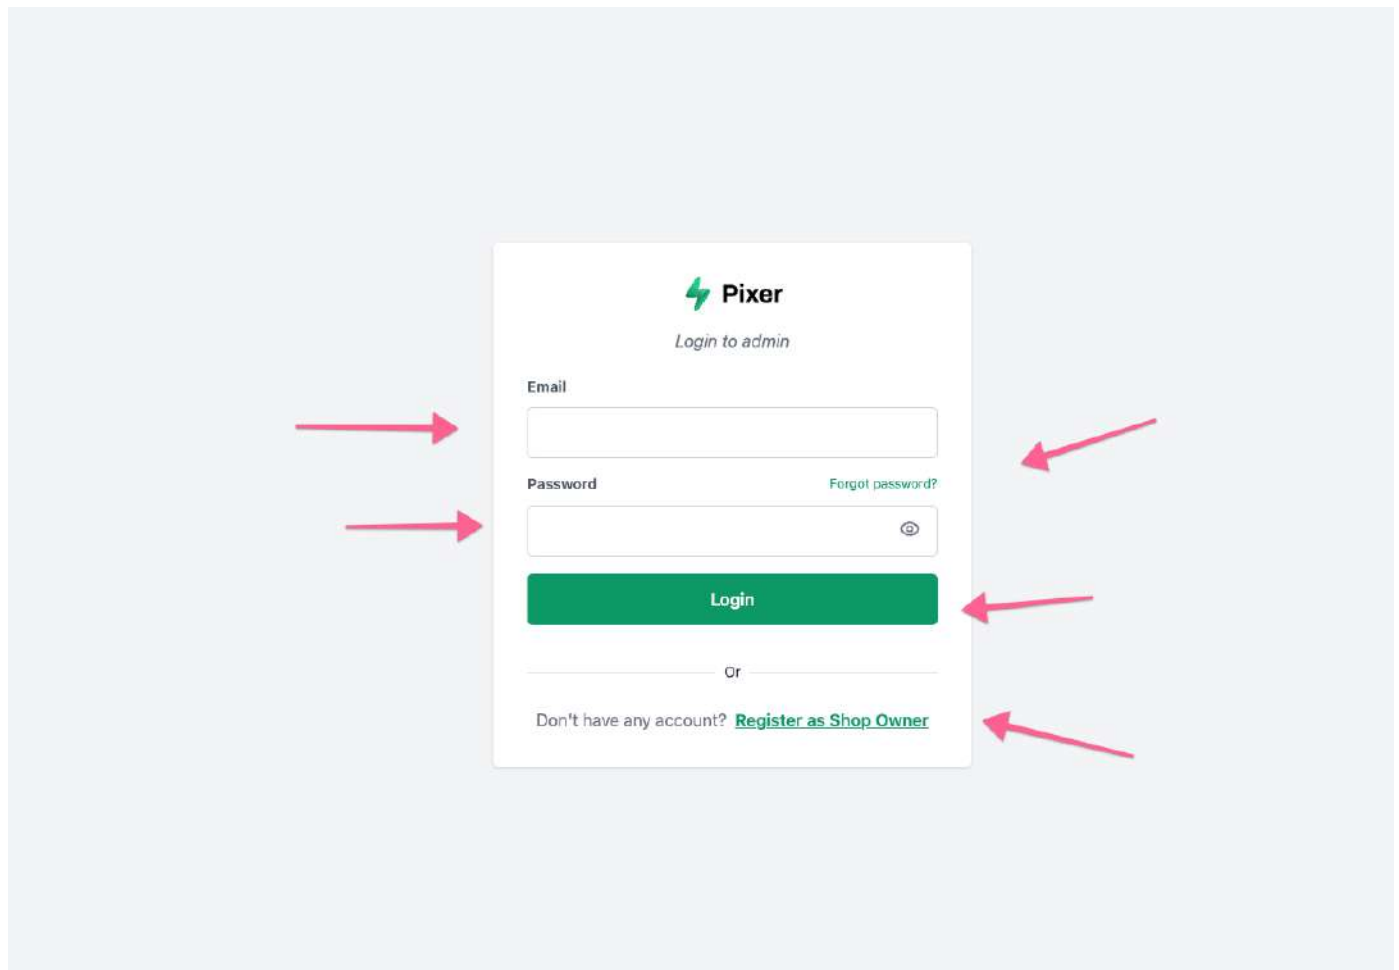 Pixer
Login to admin
Email
Password Forgot password?
Login
Or
Don't have any account? Register as Shop Owner